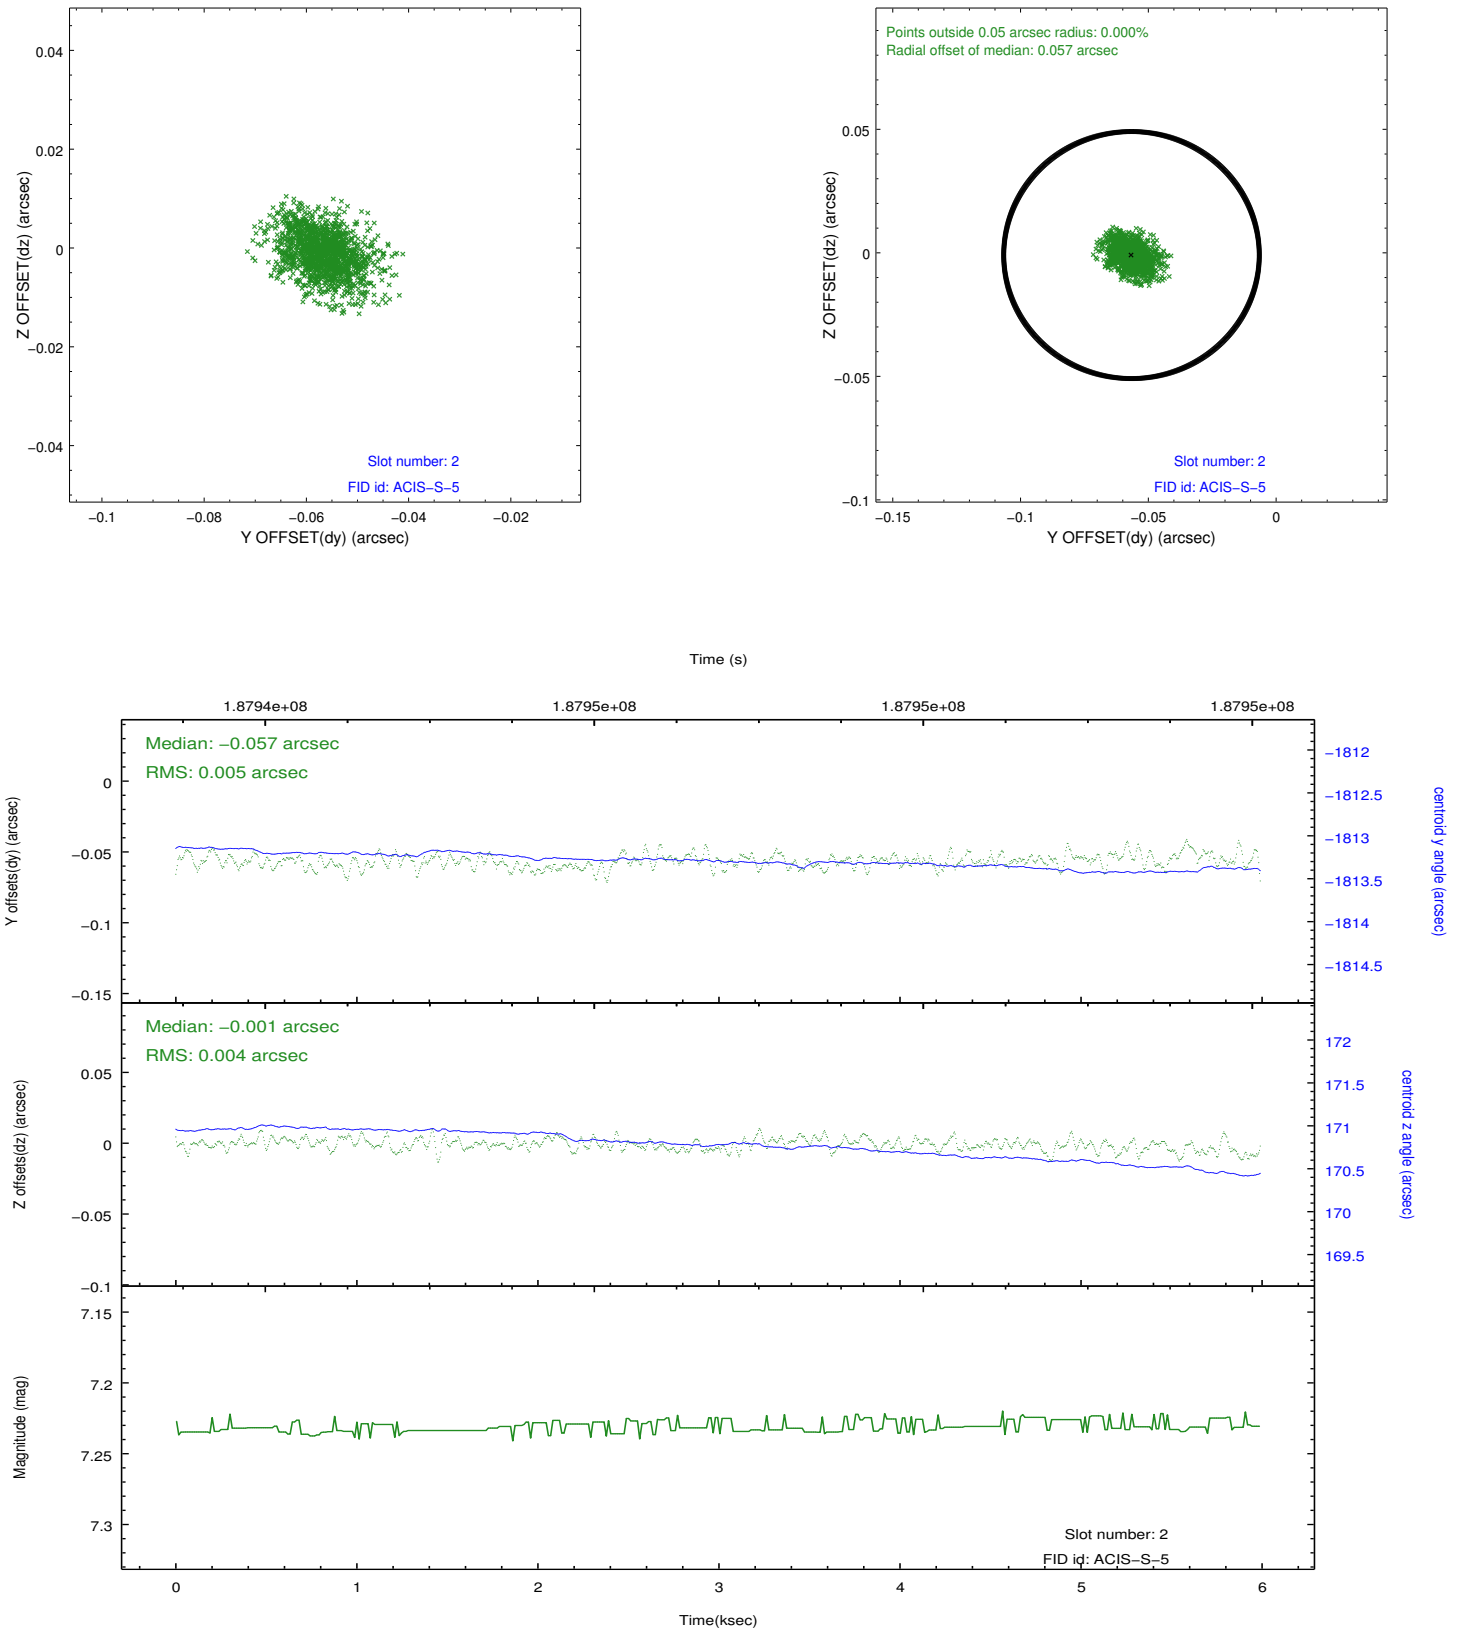 0.04
0.02
0
−0.02
−0.04
Z OFFSET(dz) (arcsec)
Slot number: 2
FID id: ACIS−S−5
−0.1
−0.08
−0.06
−0.04
−0.02
Y OFFSET(dy) (arcsec)
Points outside 0.05 arcsec radius: 0.000%
Radial offset of median: 0.057 arcsec
0.05
0
−0.05
−0.1
Z OFFSET(dz) (arcsec)
Slot number: 2
FID id: ACIS−S−5
−0.15
−0.1
−0.05
0
Y OFFSET(dy) (arcsec)
Time (s)
1.8794e+08
1.8795e+08
1.8795e+08
1.8795e+08
Median: −0.057 arcsec
RMS: 0.005 arcsec
0
−0.05
−0.1
−0.15
Y offsets(dy) (arcsec)
−1812
−1812.5
−1813
−1813.5
−1814
−1814.5
centroid y angle (arcsec)
Median: −0.001 arcsec
RMS: 0.004 arcsec
0.05
0
−0.05
−0.1
Z offsets(dz) (arcsec)
172
171.5
171
170.5
170
169.5
centroid z angle (arcsec)
7.15
7.2
7.25
7.3
Magnitude (mag)
Slot number: 2
FID id: ACIS−S−5
0
1
2
3
4
5
6
Time(ksec)